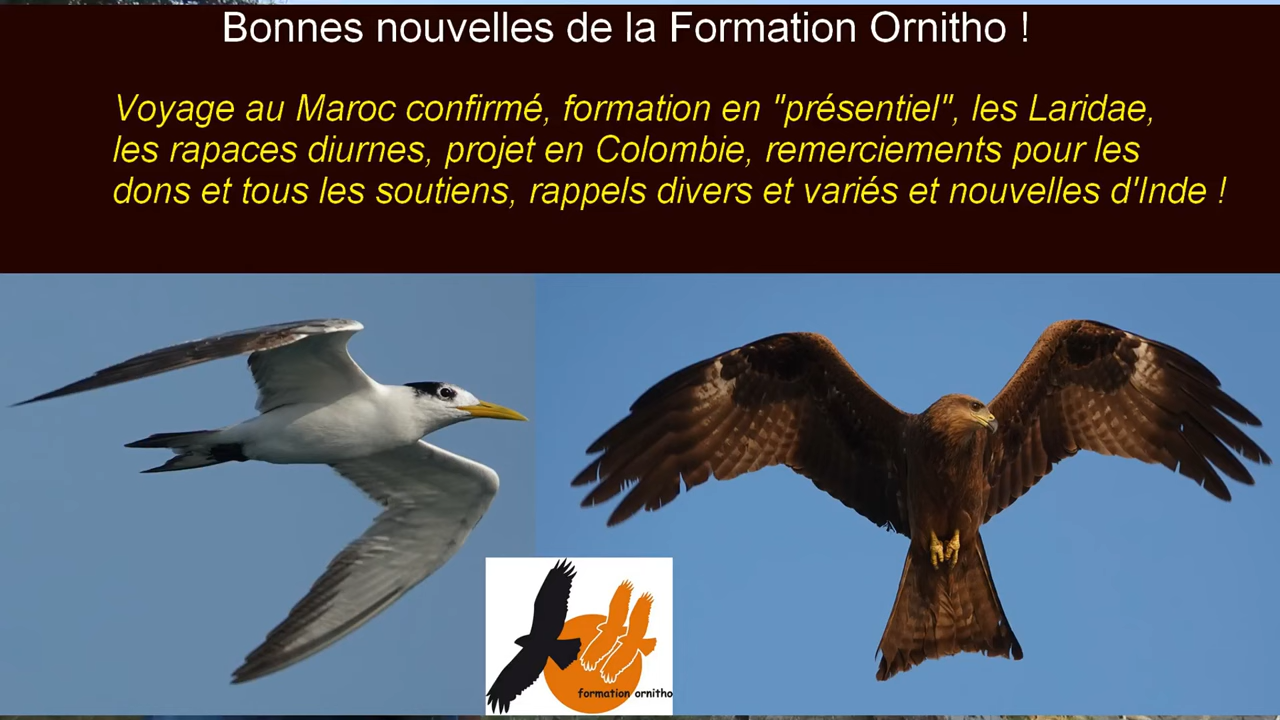 Bonnes nouvelles de la Formation Ornitho !
Voyage au Maroc confirmé, formation en "présentiel", les Laridae,
les rapaces diurnes, projet en Colombie, remerciements pour les
dons et tous les soutiens, rappels divers et variés et nouvelles d'Inde !
formation ornitho